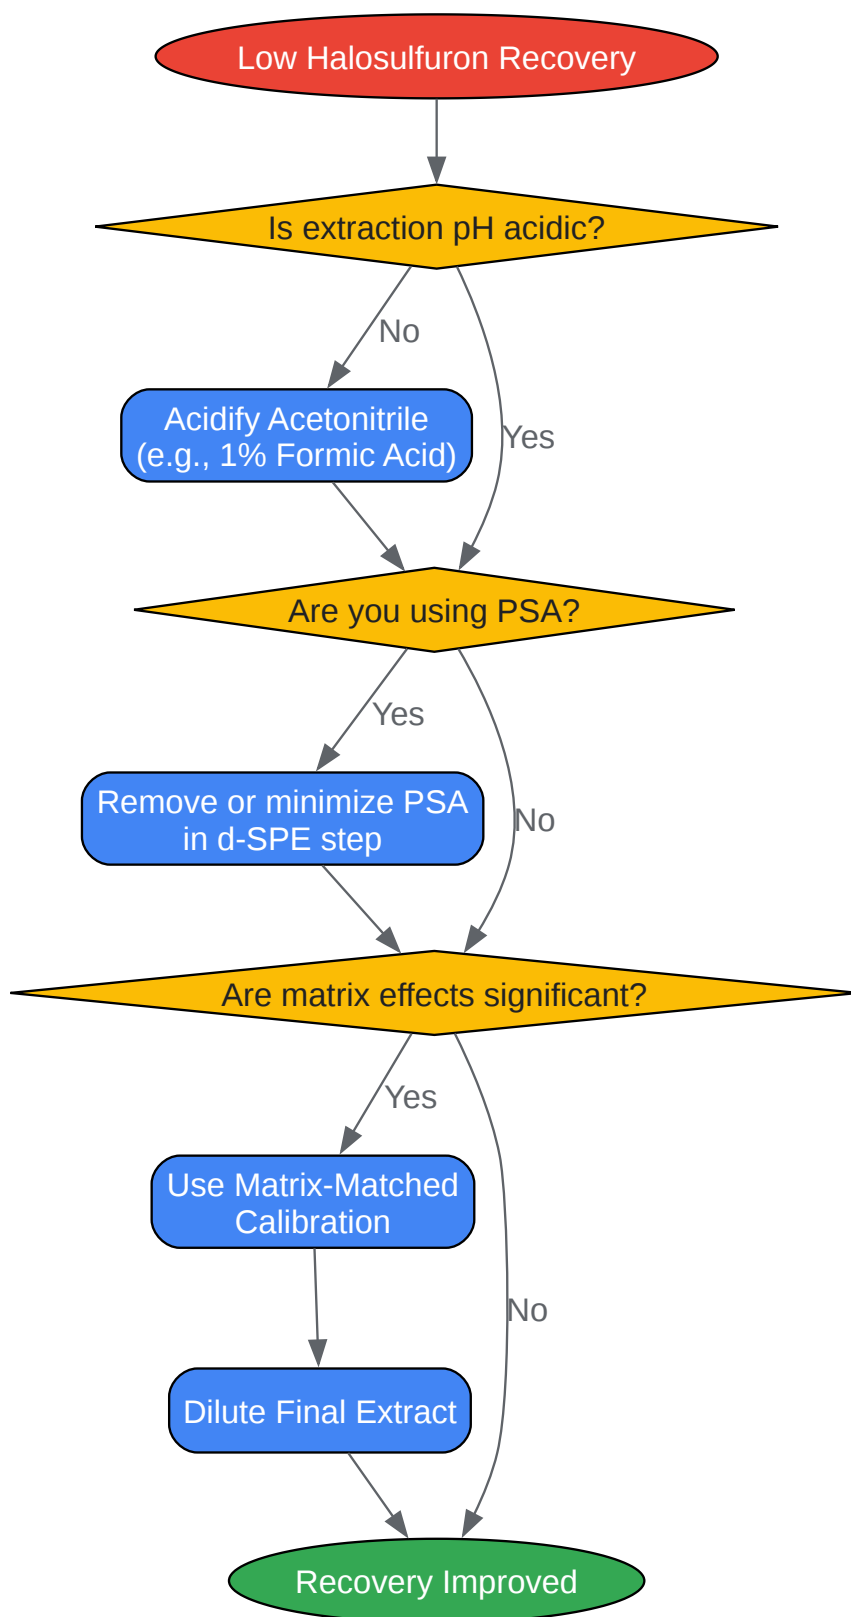 Low Halosulfuron Recovery
Is extraction pH acidic?
No
Acidify Acetonitrile
(e.g., 1% Formic Acid)
Yes
Are you using PSA?
Yes
Remove or minimize PSA
in d-SPE step
No
Are matrix effects significant?
Yes
Use Matrix-Matched
Calibration
No
Dilute Final Extract
Recovery Improved